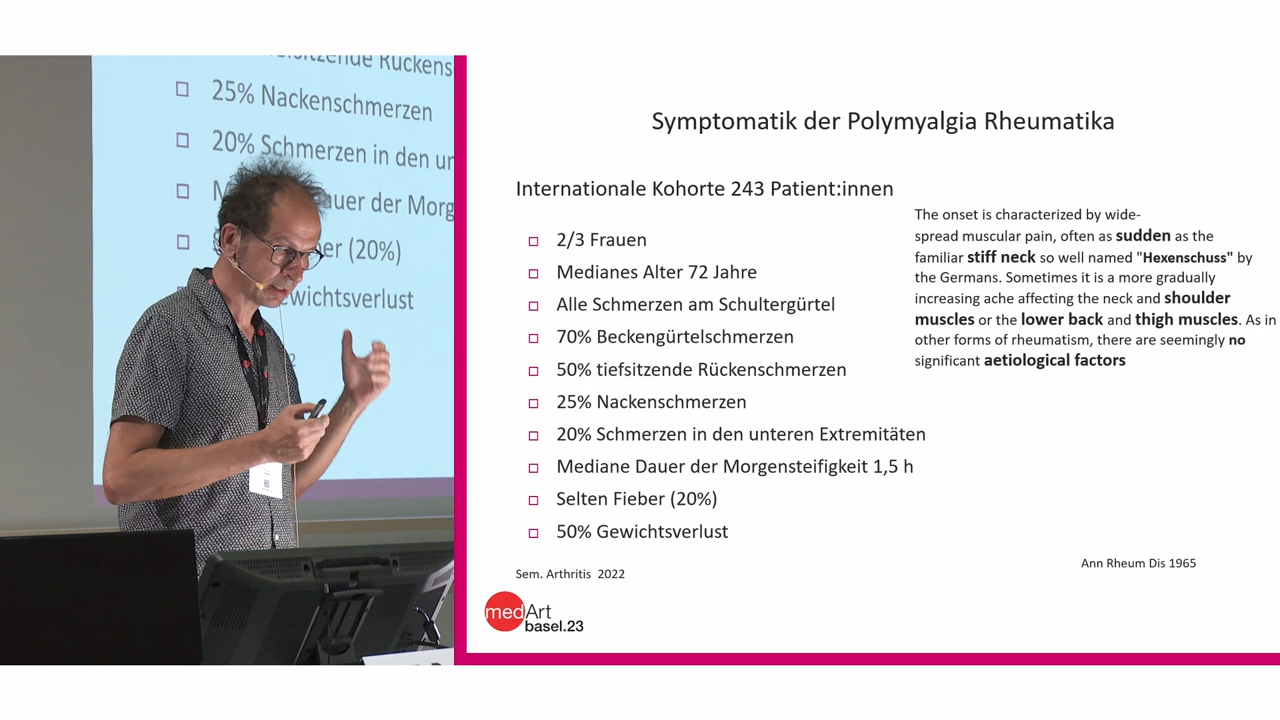 efsitzende Rückens
25% Nackenschmerzen
20% Schmerzen in den un
M auer der Morg
er (20%)
ewichtsverlust
Symptomatik der Polymyalgia Rheumatika
Internationale Kohorte 243 Patient:innen
2/3 Frauen
Medianes Alter 72 Jahre
Alle Schmerzen am Schultergürtel
70% Beckengürtelschmerzen
50% tiefsitzende Rückenschmerzen
25% Nackenschmerzen
20% Schmerzen in den unteren Extremitäten
Mediane Dauer der Morgensteifigkeit 1,5 h
Selten Fieber (20%)
50% Gewichtsverlust
The onset is characterized by wide-
spread muscular pain, often as sudden as the
familiar stiff neck so well named "Hexenschuss" by
the Germans. Sometimes it is a more gradually
increasing ache affecting the neck and shoulder
muscles or the lower back and thigh muscles. As in
other forms of rheumatism, there are seemingly no
significant aetiological factors
Ann Rheum Dis 1965
Sem. Arthritis 2022
medArt
basel.23